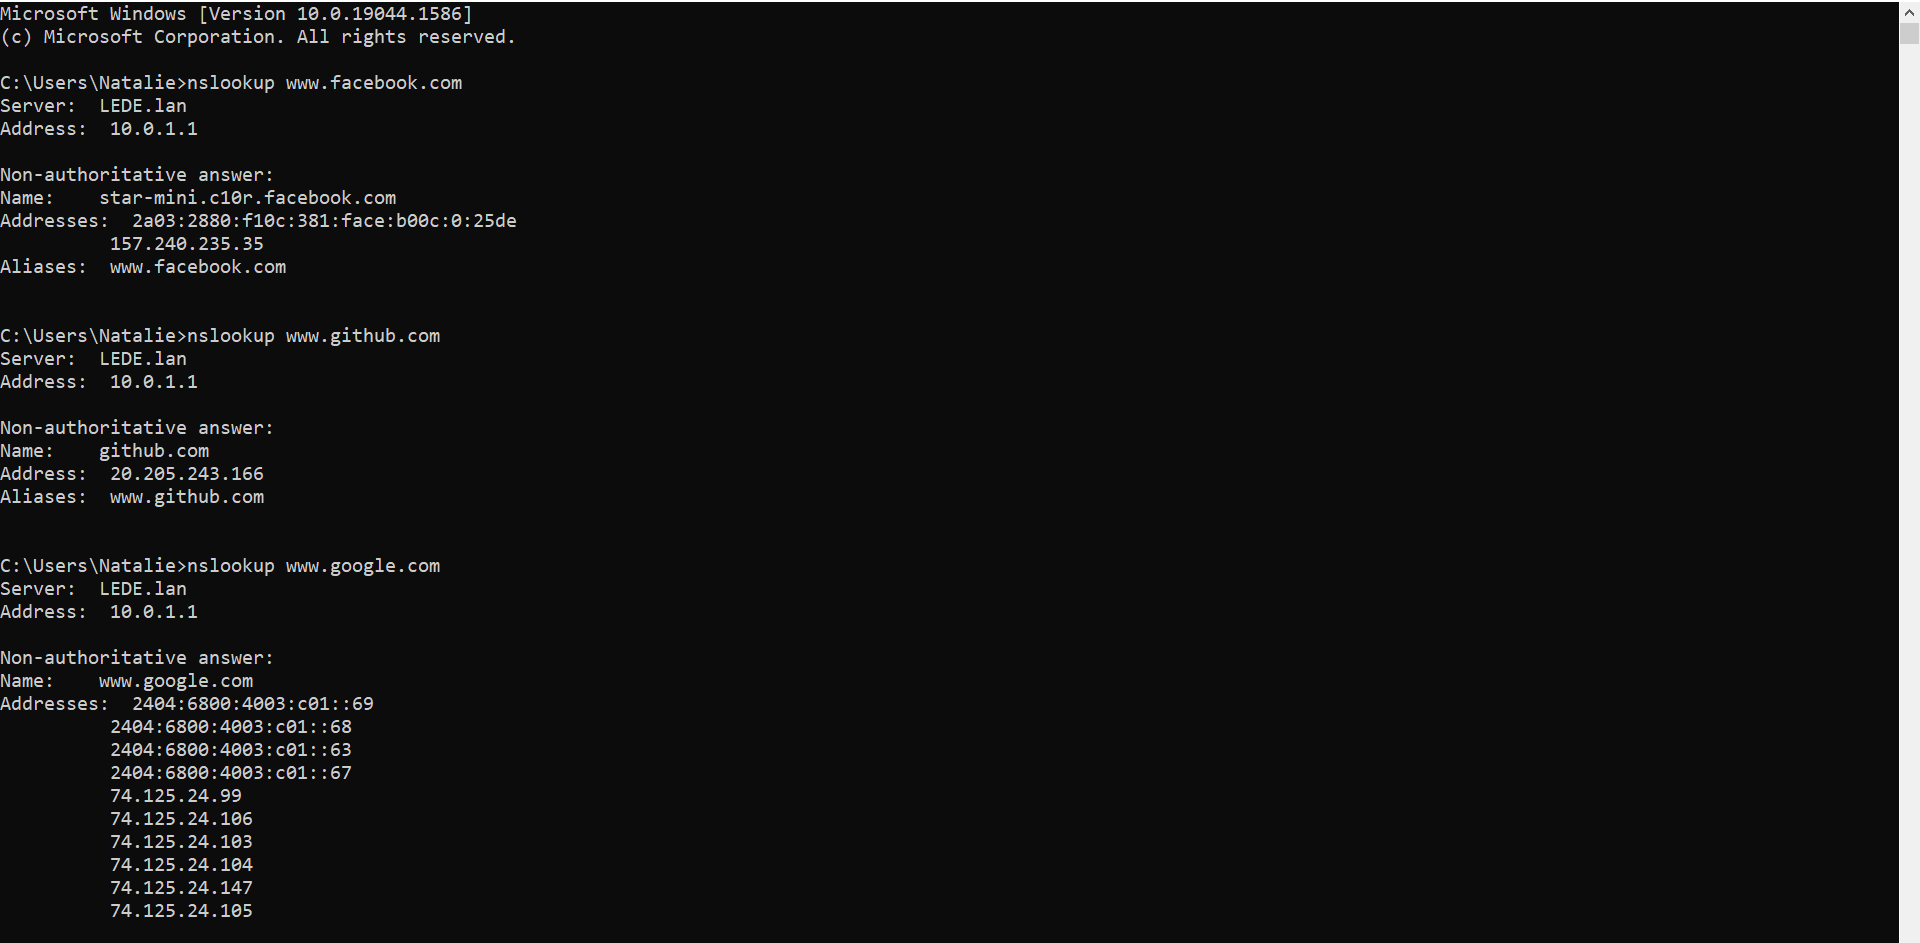 Microsoft Windows [Version 10.0.19044.1586]
(c) Microsoft Corporation. All rights reserved.
C:\Users\Natalie>nslookup www.facebook.com
Server:  LEDE.lan
Address:  10.0.1.1
Non-authoritative answer:
Name:    star-mini.c10r.facebook.com
Addresses:  2a03:2880:f10c:381:face:b00c:0:25de
          157.240.235.35
Aliases:  www.facebook.com
C:\Users\Natalie>nslookup www.github.com
Server:  LEDE.lan
Address:  10.0.1.1
Non-authoritative answer:
Name:    github.com
Address:  20.205.243.166
Aliases:  www.github.com
C:\Users\Natalie>nslookup www.google.com
Server:  LEDE.lan
Address:  10.0.1.1
Non-authoritative answer:
Name:    www.google.com
Addresses:  2404:6800:4003:c01::69
          2404:6800:4003:c01::68
          2404:6800:4003:c01::63
          2404:6800:4003:c01::67
          74.125.24.99
          74.125.24.106
          74.125.24.103
          74.125.24.104
          74.125.24.147
          74.125.24.105